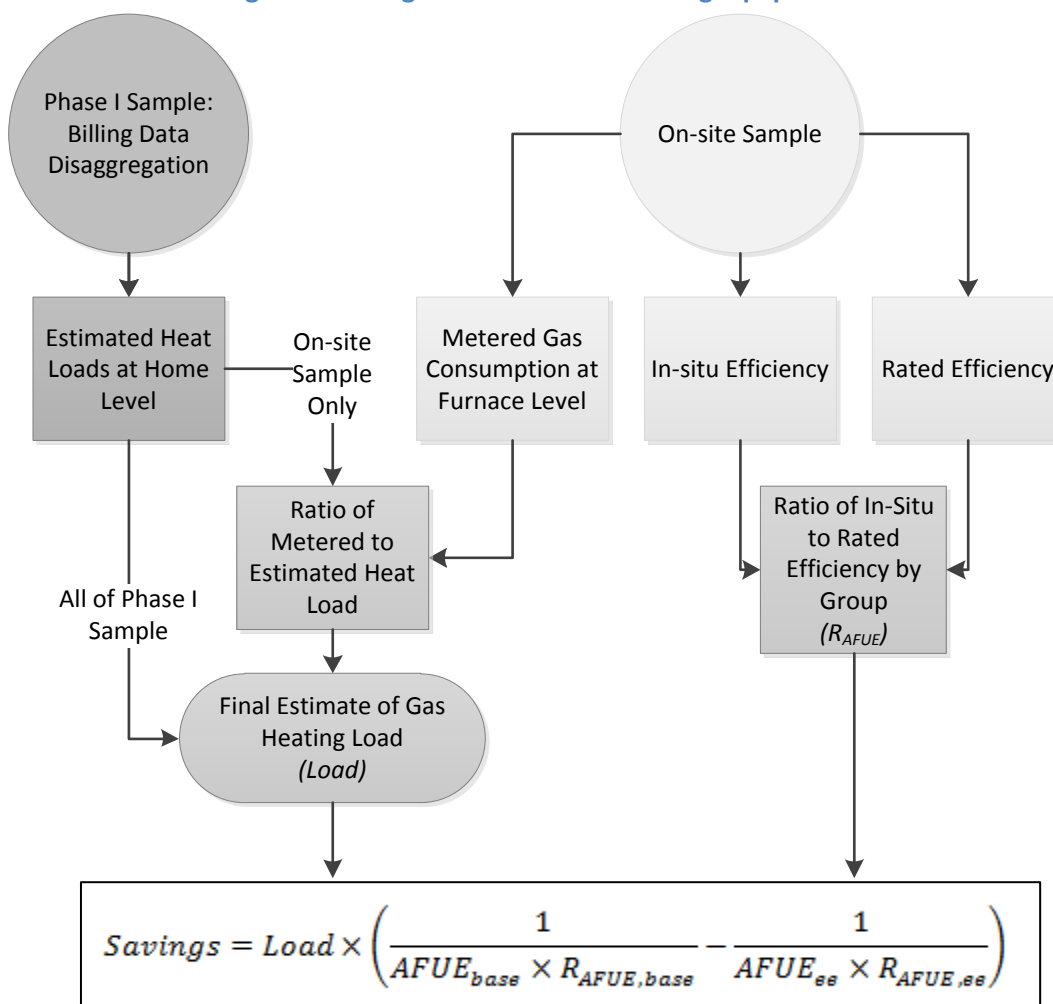 Phase I Sample:
Billing Data
Disaggregation
On-site Sample
Estimated Heat
Loads at Home
Level
On-site
Sample
Only
Metered Gas
Consumption at
Furnace Level
In-situ Efficiency
Rated Efficiency
Ratio of
Metered to
Estimated Heat
Load
Ratio of In-Situ
to Rated
Efficiency by
Group
(R_AFUE)
All of Phase I
Sample
Final Estimate of Gas
Heating Load
(Load)
Savings = Load × (1 / (AFUE_base × R_AFUE,base) − 1 / (AFUE_ee × R_AFUE,ee))